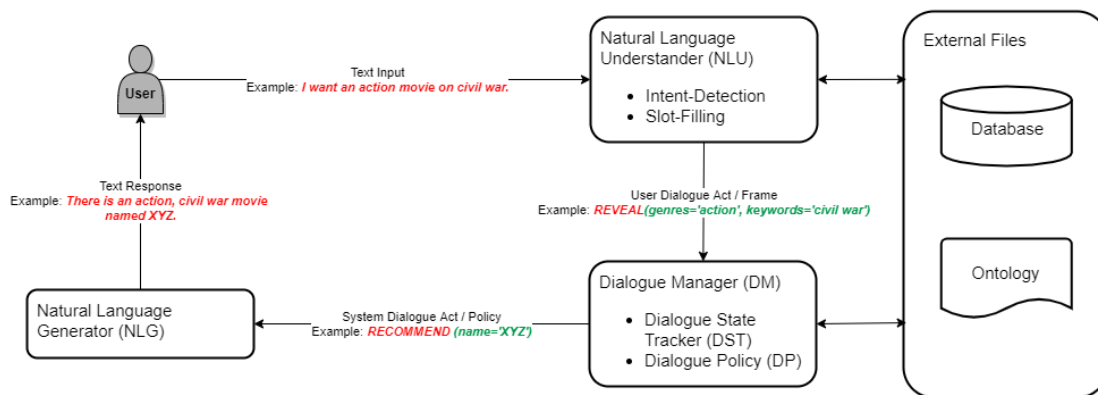 Natural Language
Understander (NLU)
• Intent-Detection
• Slot-Filling
External Files
Database
Ontology
User
Text Input
Example: I want an action movie on civil war.
User Dialogue Act / Frame
Example: REVEAL(genres='action', keywords='civil war')
Text Response
Example: There is an action, civil war movie
named XYZ.
Dialogue Manager (DM)
• Dialogue State
Tracker (DST)
• Dialogue Policy (DP)
System Dialogue Act / Policy
Example: RECOMMEND (name='XYZ')
Natural Language
Generator (NLG)